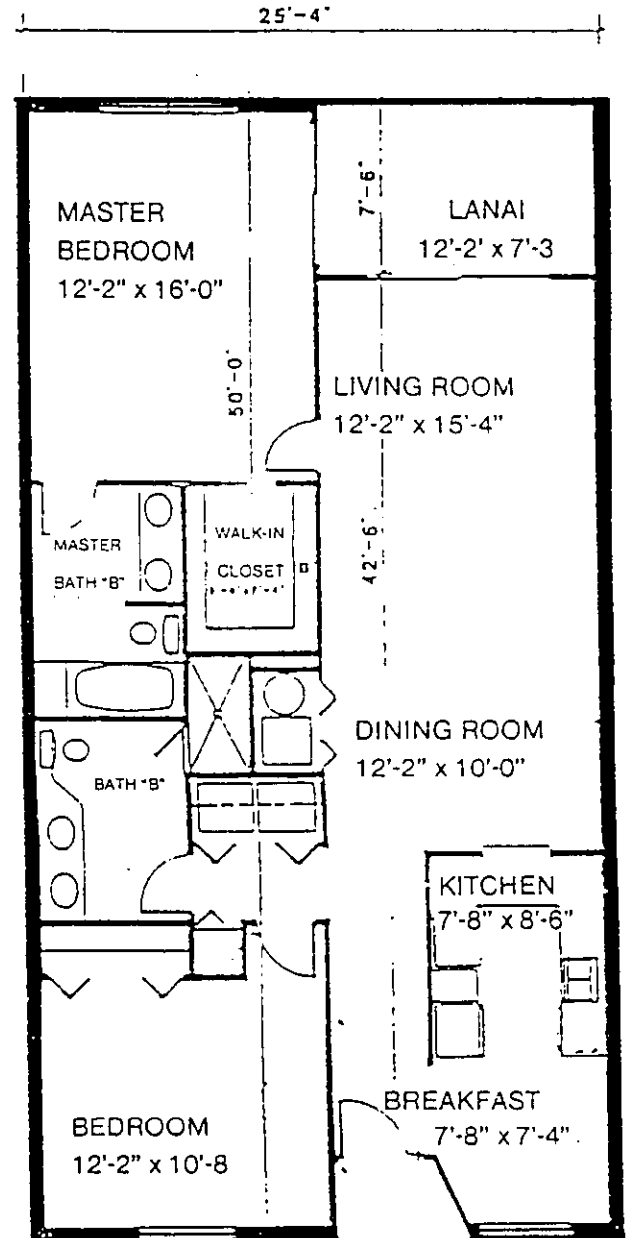 25'-4"
MASTER
BEDROOM
12'-2" x 16'-0"
7'-6"
LANAI
12'-2' x 7'-3
50'-0"
LIVING ROOM
12'-2" x 15'-4"
42'-6"
MASTER
BATH "B"
WALK-IN
CLOSET
DINING ROOM
12'-2" x 10'-0"
BATH "B"
KITCHEN
7'-8" x 8'-6"
BREAKFAST
7'-8" x 7'-4"
BEDROOM
12'-2" x 10'-8